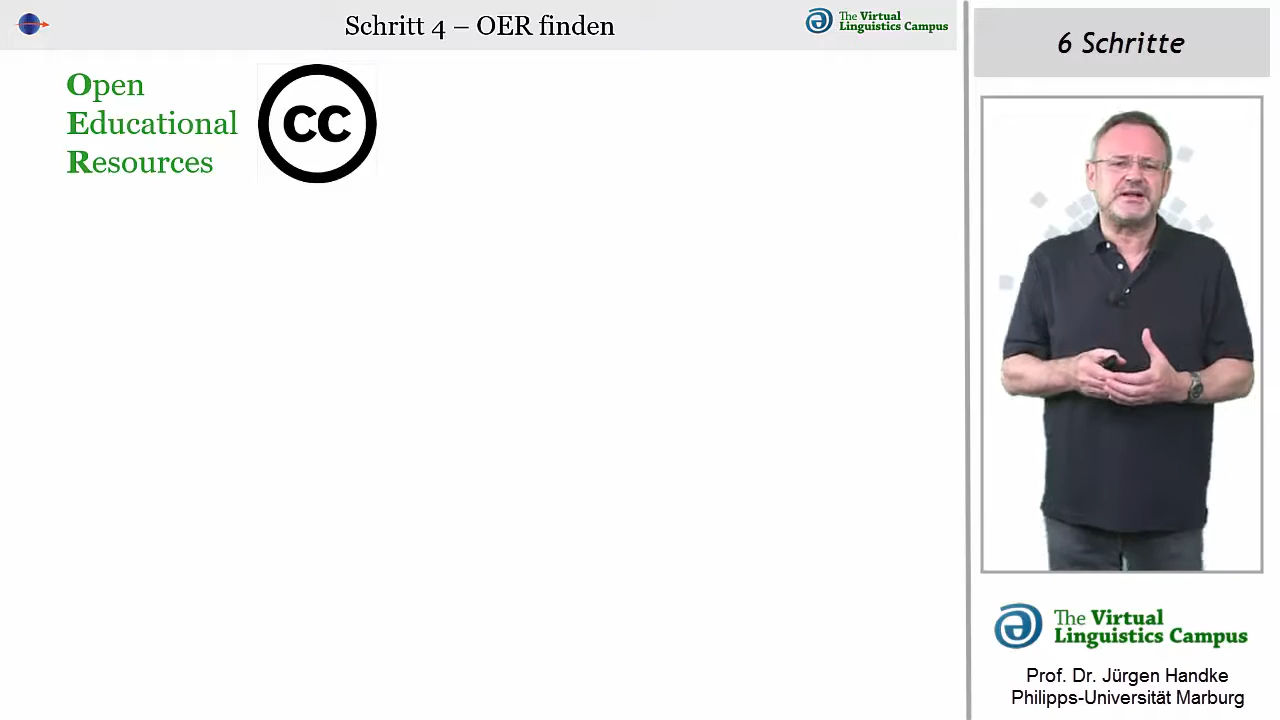 Schritt 4 – OER finden
The Virtual
Linguistics Campus
6 Schritte
Open
Educational
Resources
CC
The Virtual
Linguistics Campus
Prof. Dr. Jürgen Handke
Philipps-Universität Marburg